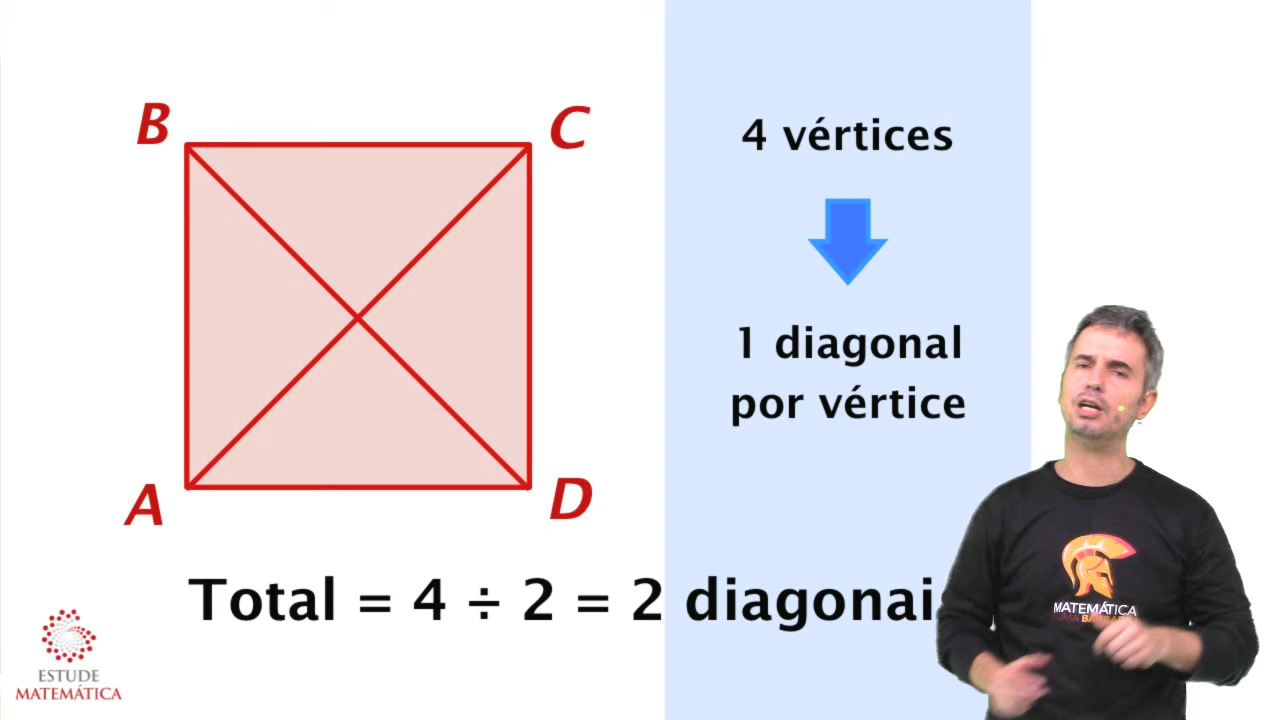 B
C
A
D
4 vértices
1 diagonal
por vértice
Total = 4 ÷ 2 = 2 diagonai
ESTUDE
MATEMÁTICA
MATEMÁTICA